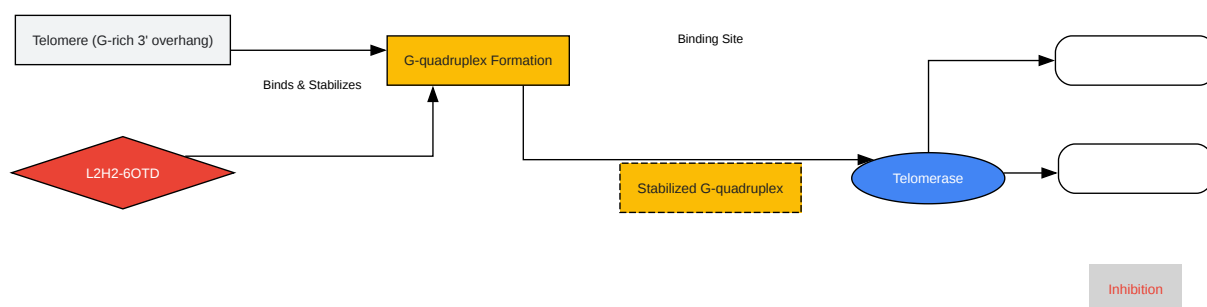 Telomere (G-rich 3' overhang)
Binding Site
G-quadruplex Formation
Binds & Stabilizes
L2H2-6OTD
Stabilized G-quadruplex
Telomerase
Inhibition